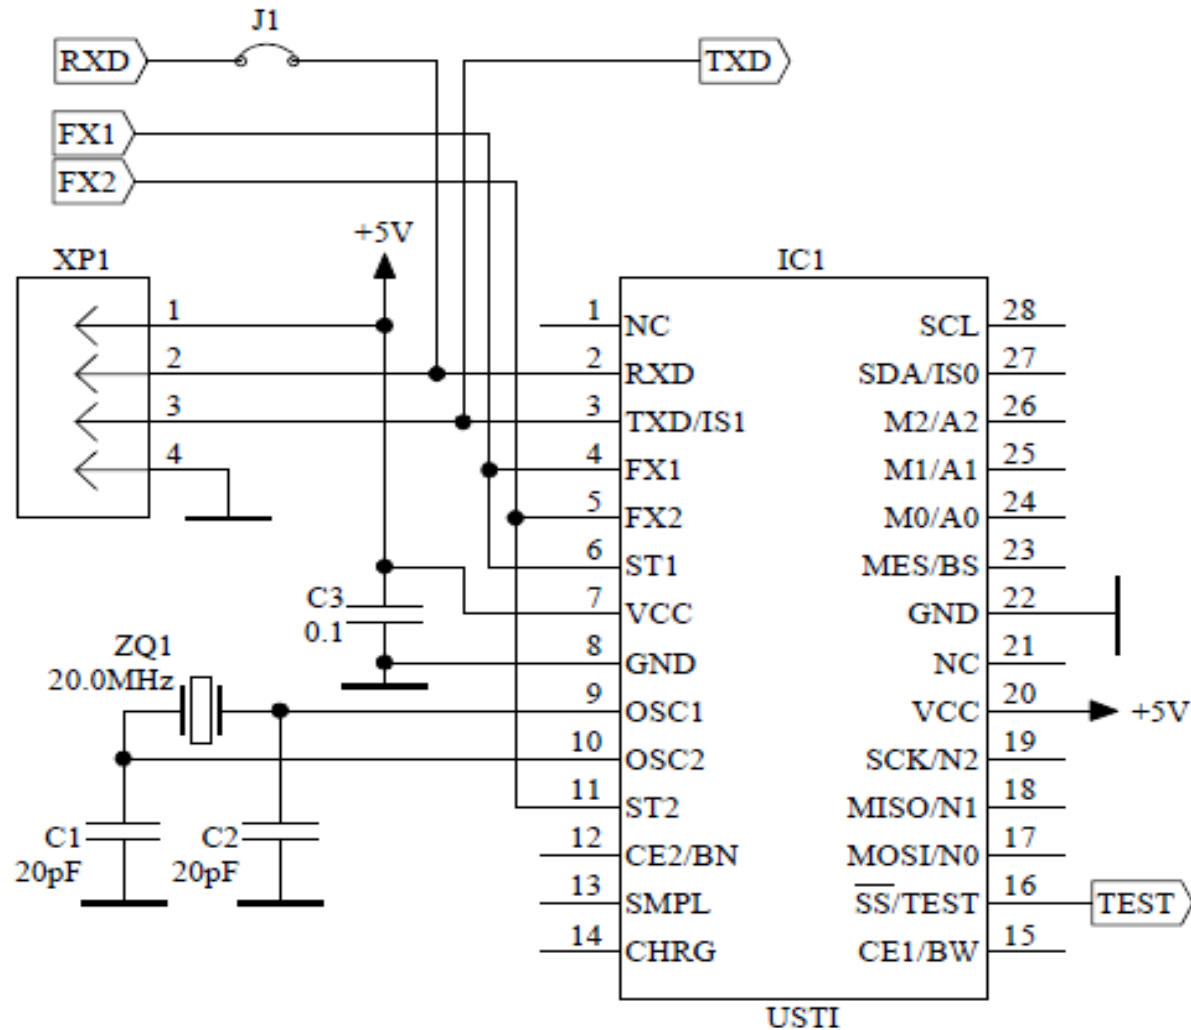 J1
RXD
TXD
FX1
FX2
+5V
XP1
IC1
1
2
3
4
1 NC
2 RXD
3 TXD/IS1
4 FX1
5 FX2
6 ST1
7 VCC
8 GND
9 OSC1
10 OSC2
11 ST2
12 CE2/BN
13 SMPL
14 CHRG
SCL 28
SDA/IS0 27
M2/A2 26
M1/A1 25
M0/A0 24
MES/BS 23
GND 22
NC 21
VCC 20
+5V
SCK/N2 19
MISO/N1 18
MOSI/N0 17
SS/TEST 16
TEST
CE1/BW 15
C3
0.1
ZQ1
20.0MHz
C1
20pF
C2
20pF
USTI